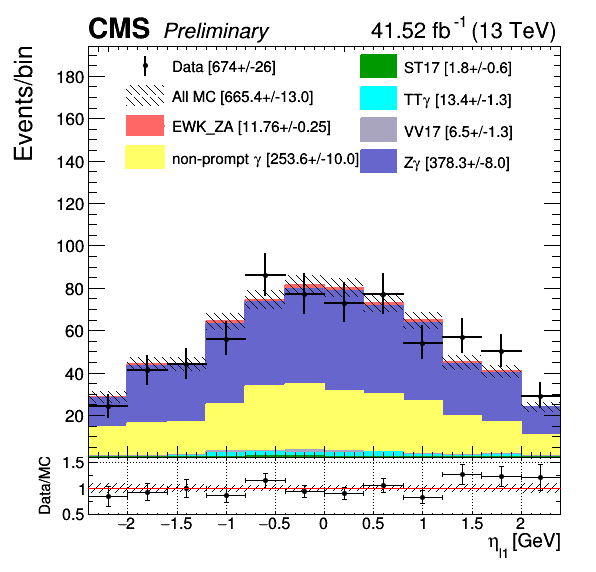 CMS Preliminary 41.52 fb⁻¹ (13 TeV)
Events/bin
Data [674+/-26]
All MC [665.4+/-13.0]
EWK_ZA [11.76+/-0.25]
non-prompt γ [253.6+/-10.0]
ST17 [1.8+/-0.6]
TTγ [13.4+/-1.3]
VV17 [6.5+/-1.3]
Zγ [378.3+/-8.0]
180
160
140
120
100
80
60
40
20
Data/MC
1.5
1
0.5
−2 −1.5 −1 −0.5 0 0.5 1 1.5 2
η_l1 [GeV]